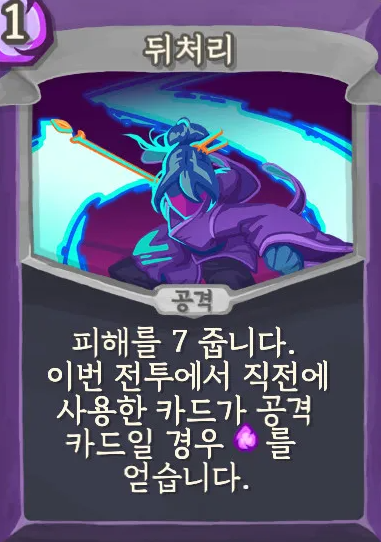 1
뒤처리
공격
피해를 7 줍니다.
이번 전투에서 직전에
사용한 카드가 공격
카드일 경우 를
얻습니다.